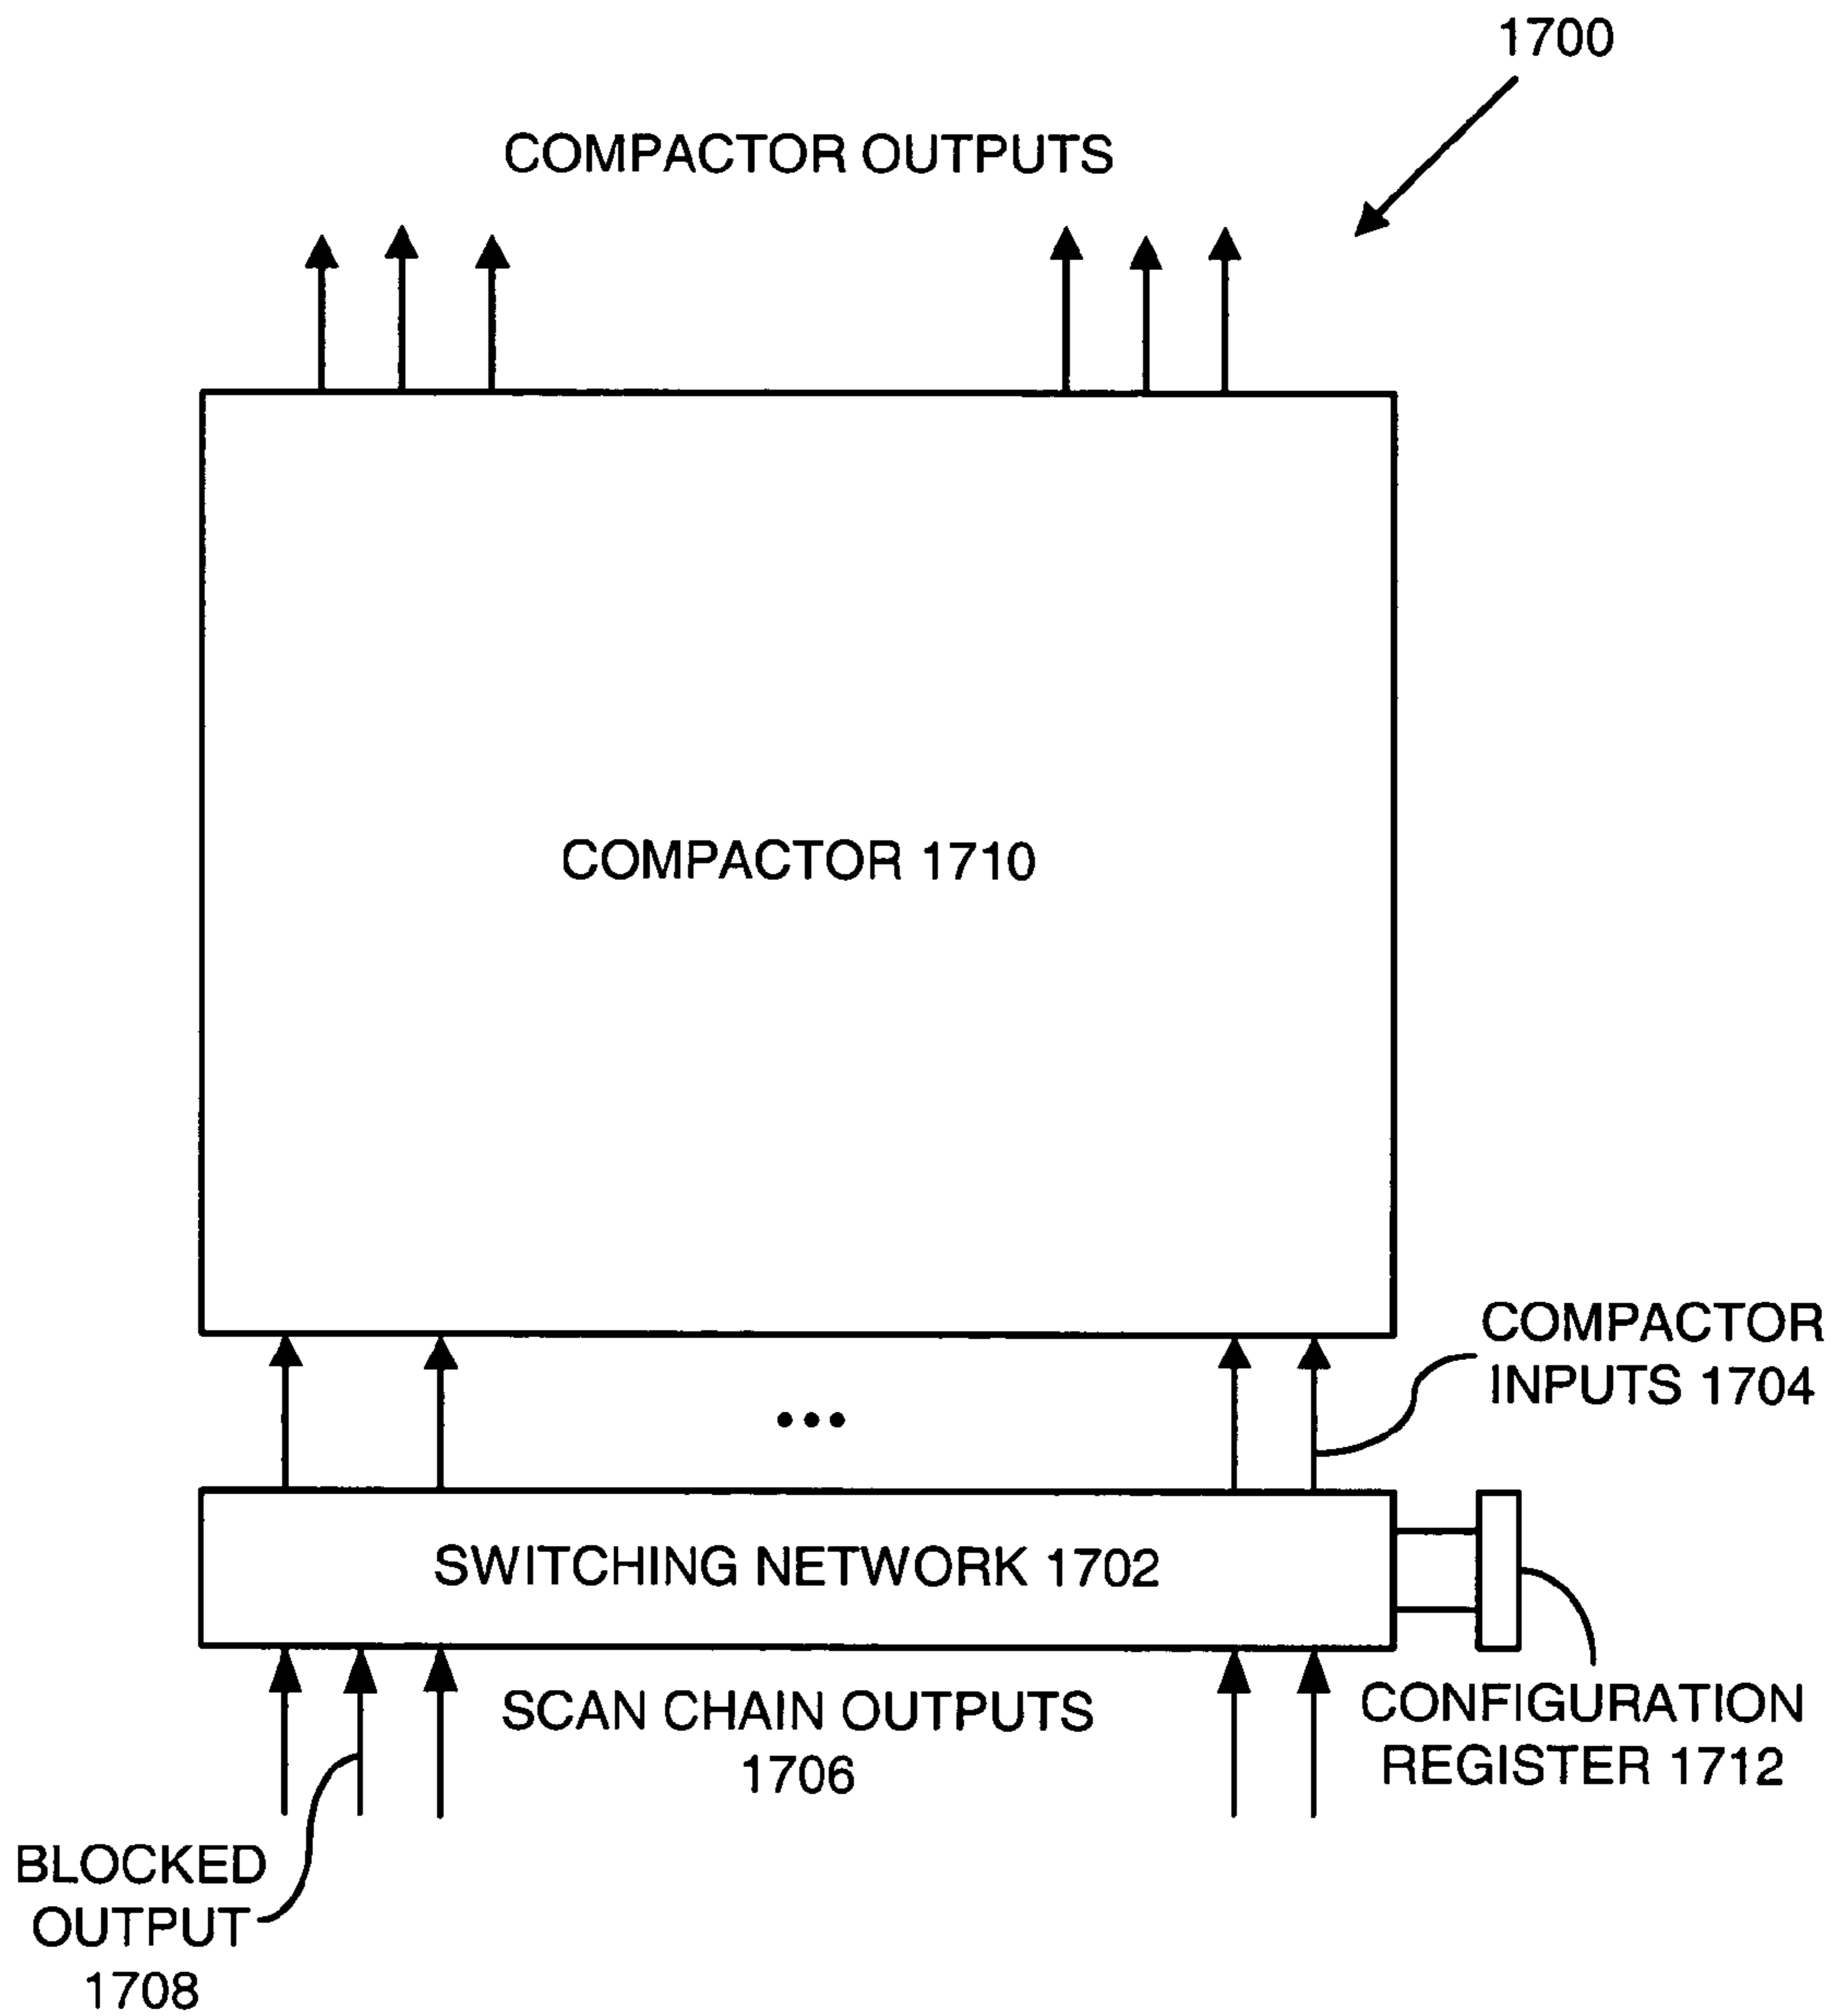 1700
COMPACTOR OUTPUTS
COMPACTOR 1710
COMPACTOR
INPUTS 1704
SWITCHING NETWORK 1702
SCAN CHAIN OUTPUTS
1706
CONFIGURATION
REGISTER 1712
BLOCKED
OUTPUT
1708